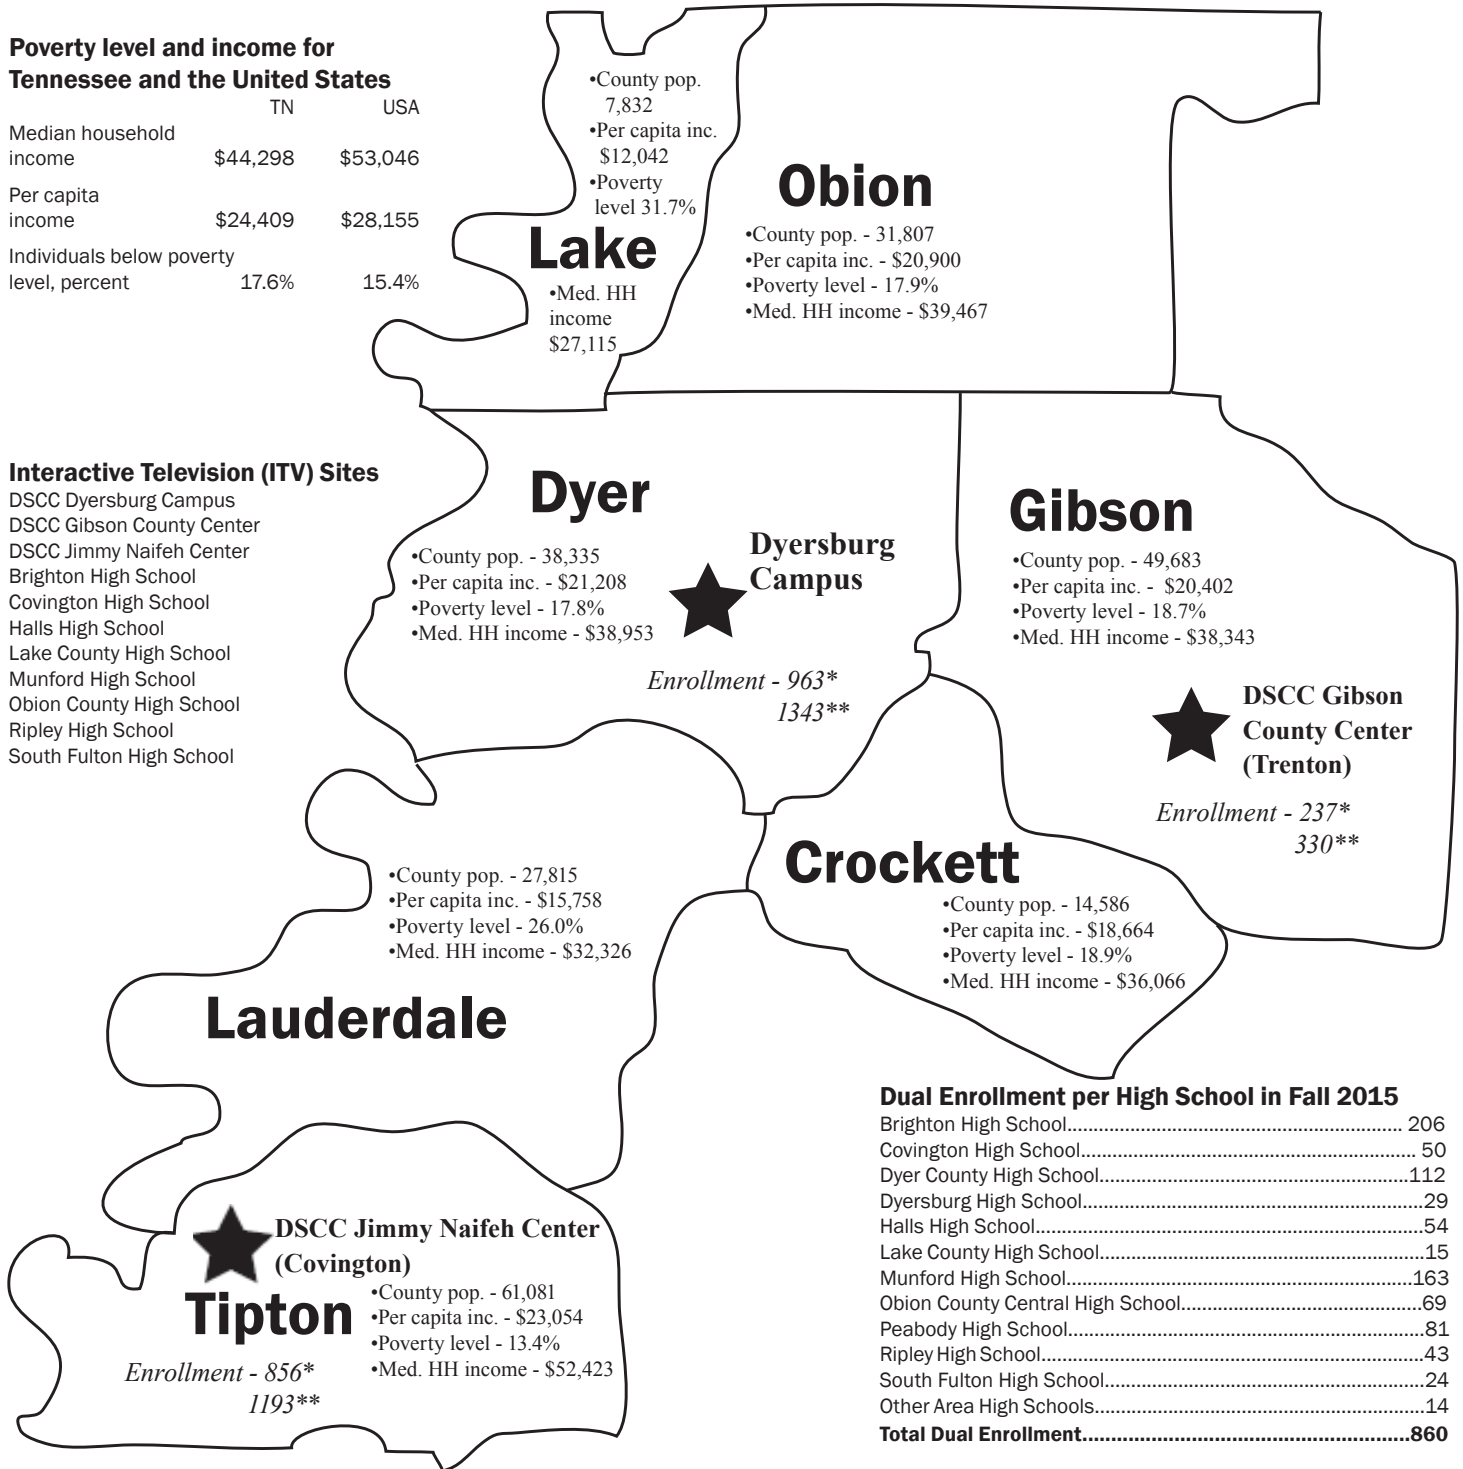 Poverty level and income for
Tennessee and the United States
TN USA
Median household
income $44,298 $53,046
Per capita
income $24,409 $28,155
Individuals below poverty
level, percent 17.6% 15.4%
•County pop.
7,832
•Per capita inc.
$12,042
•Poverty
level 31.7%
Lake
•Med. HH
income
$27,115
Obion
•County pop. - 31,807
•Per capita inc. - $20,900
•Poverty level - 17.9%
•Med. HH income - $39,467
Interactive Television (ITV) Sites
DSCC Dyersburg Campus
DSCC Gibson County Center
DSCC Jimmy Naifeh Center
Brighton High School
Covington High School
Halls High School
Lake County High School
Munford High School
Obion County High School
Ripley High School
South Fulton High School
Dyer
•County pop. - 38,335
•Per capita inc. - $21,208
•Poverty level - 17.8%
•Med. HH income - $38,953
Dyersburg
Campus
Enrollment - 963*
1343**
Gibson
•County pop. - 49,683
•Per capita inc. - $20,402
•Poverty level - 18.7%
•Med. HH income - $38,343
DSCC Gibson
County Center
(Trenton)
Enrollment - 237*
330**
Crockett
•County pop. - 14,586
•Per capita inc. - $18,664
•Poverty level - 18.9%
•Med. HH income - $36,066
•County pop. - 27,815
•Per capita inc. - $15,758
•Poverty level - 26.0%
•Med. HH income - $32,326
Lauderdale
DSCC Jimmy Naifeh Center
(Covington)
Tipton
•County pop. - 61,081
•Per capita inc. - $23,054
•Poverty level - 13.4%
•Med. HH income - $52,423
Enrollment - 856*
1193**
Dual Enrollment per High School in Fall 2015
Brighton High School..................................................... 206
Covington High School..................................................... 50
Dyer County High School.................................................112
Dyersburg High School......................................................29
Halls High School..............................................................54
Lake County High School....................................................15
Munford High School.......................................................163
Obion County Central High School......................................69
Peabody High School.........................................................81
Ripley High School.............................................................43
South Fulton High School...................................................24
Other Area High Schools.....................................................14
Total Dual Enrollment.....................................................860